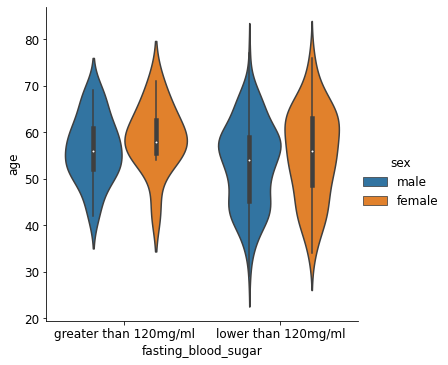 80
70
60
50
40
30
20
age
greater than 120mg/ml
lower than 120mg/ml
fasting_blood_sugar
sex
male
female